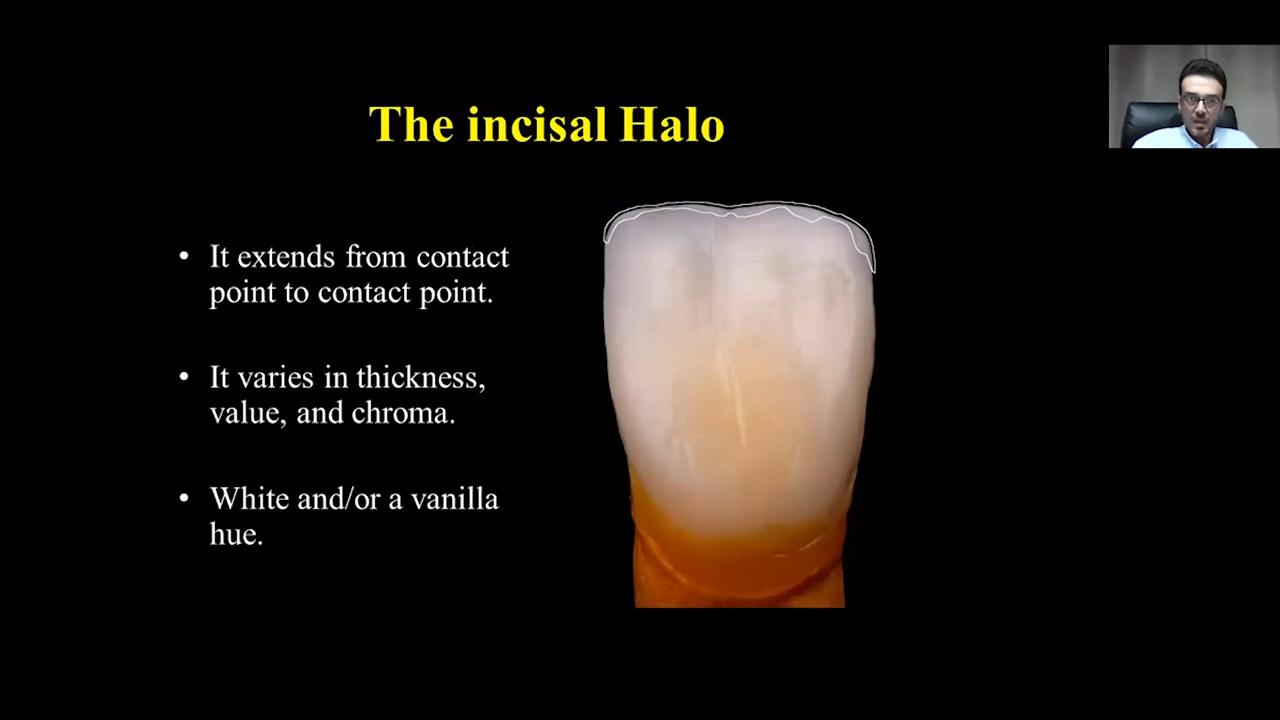 The incisal Halo
• It extends from contact
point to contact point.
• It varies in thickness,
value, and chroma.
• White and/or a vanilla
hue.